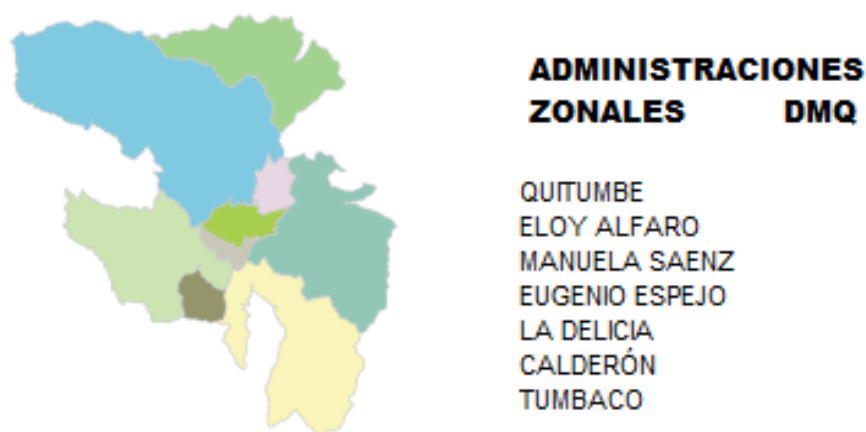 ADMINISTRACIONES
ZONALES DMQ
QUITUMBE
ELOY ALFARO
MANUELA SAENZ
EUGENIO ESPEJO
LA DELICIA
CALDERÓN
TUMBACO